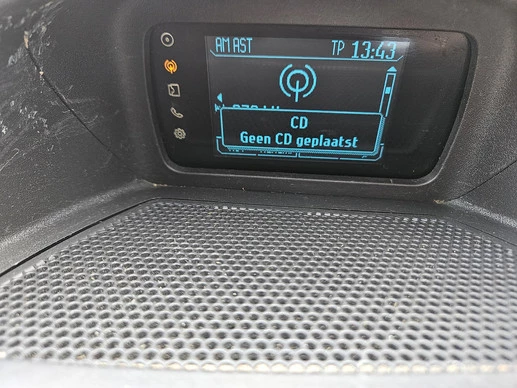 AM AST TP 13:43
CD
Geen CD geplaatst